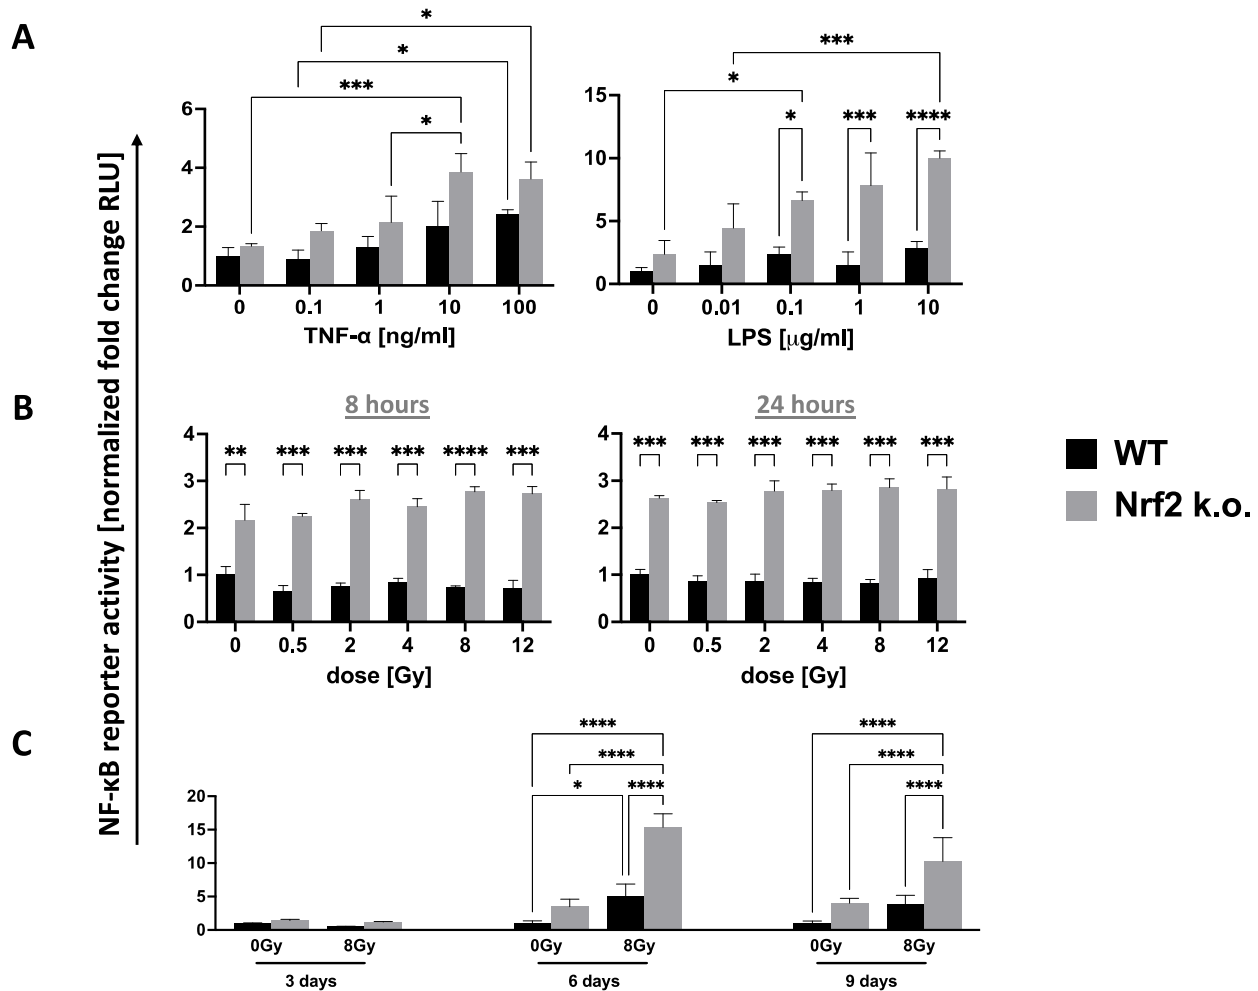 A
NF-κB reporter activity [normalized fold change RLU]
*
*
***
*
6
4
2
0
0 0.1 1 10 100
TNF-α [ng/ml]
***
*
* *** ****
15
10
5
0
0 0.01 0.1 1 10
LPS [μg/ml]
B
8 hours
** *** *** *** **** ***
4
3
2
1
0
0 0.5 2 4 8 12
dose [Gy]
24 hours
*** *** *** *** *** ***
4
3
2
1
0
0 0.5 2 4 8 12
dose [Gy]
WT
Nrf2 k.o.
C
**** ****
**** ****
* **** ****
20
15
10
5
0
0Gy 8Gy 0Gy 8Gy 0Gy 8Gy
3 days 6 days 9 days